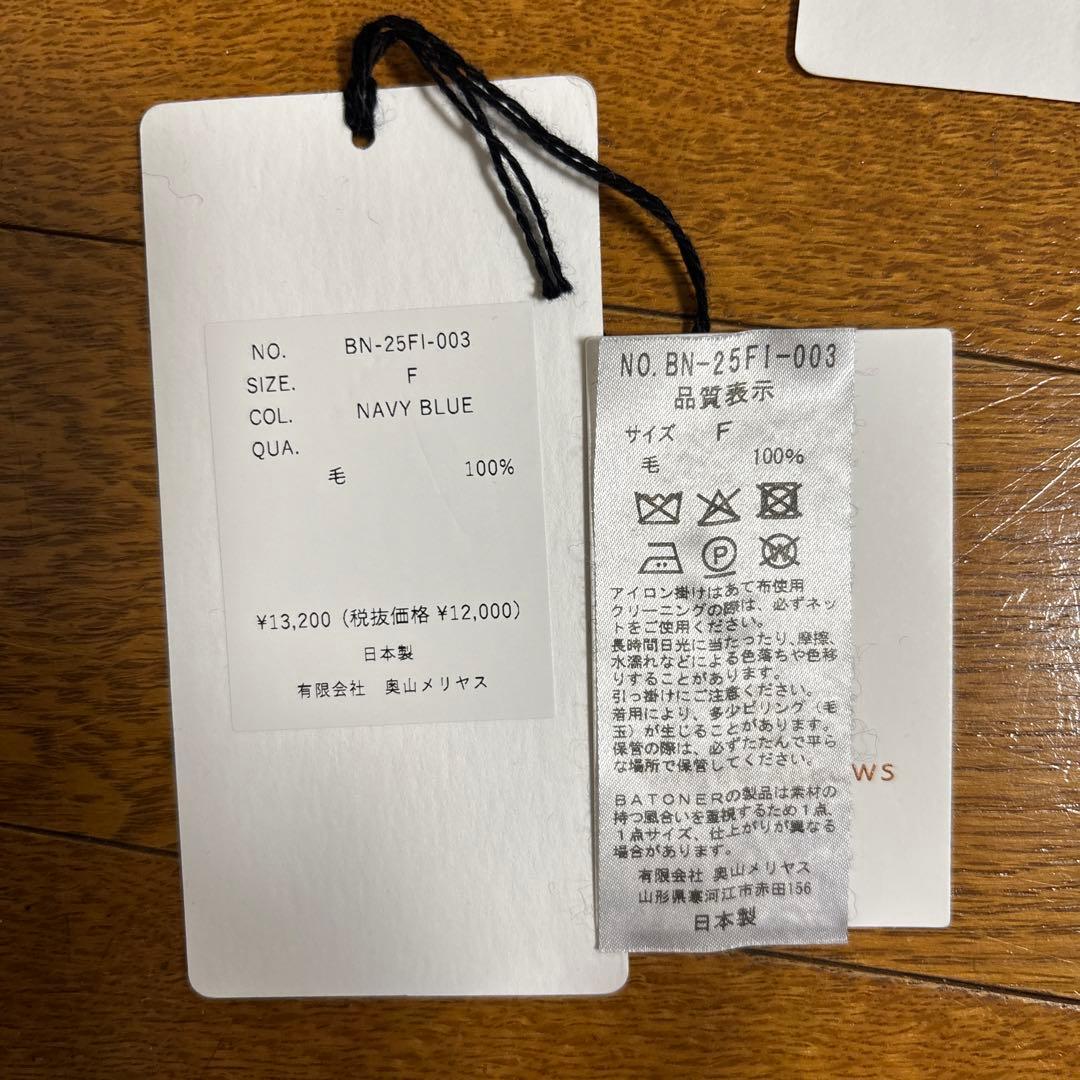 NO. BN-25FI-003
SIZE. F
COL. NAVY BLUE
QUA.
毛 100%
¥13,200 (税抜価格 ¥12,000)
日本製
有限会社 奥山メリヤス
NO. BN-25FI-003
品質表示
サイズ F
毛 100%
P
W
アイロン掛けはあて布使用
クリーニングの際は、必ずネッ
トをご使用ください。
長時間日光に当たったり、摩擦、
水濡れなどによる色落ちや色移
りすることがあります。
引っ掛けにご注意ください。
着用により、多少ピリング（毛
玉）が生じることがあります。
保管の際は、必ずたたんで平ら
な場所で保管してください。
BATONERの製品は素材の
持つ風合いを重視するため1点、
1点サイズ、仕上がりが異なる
場合があります。
有限会社 奥山メリヤス
山形県寒河江市赤田156
日本製
WS